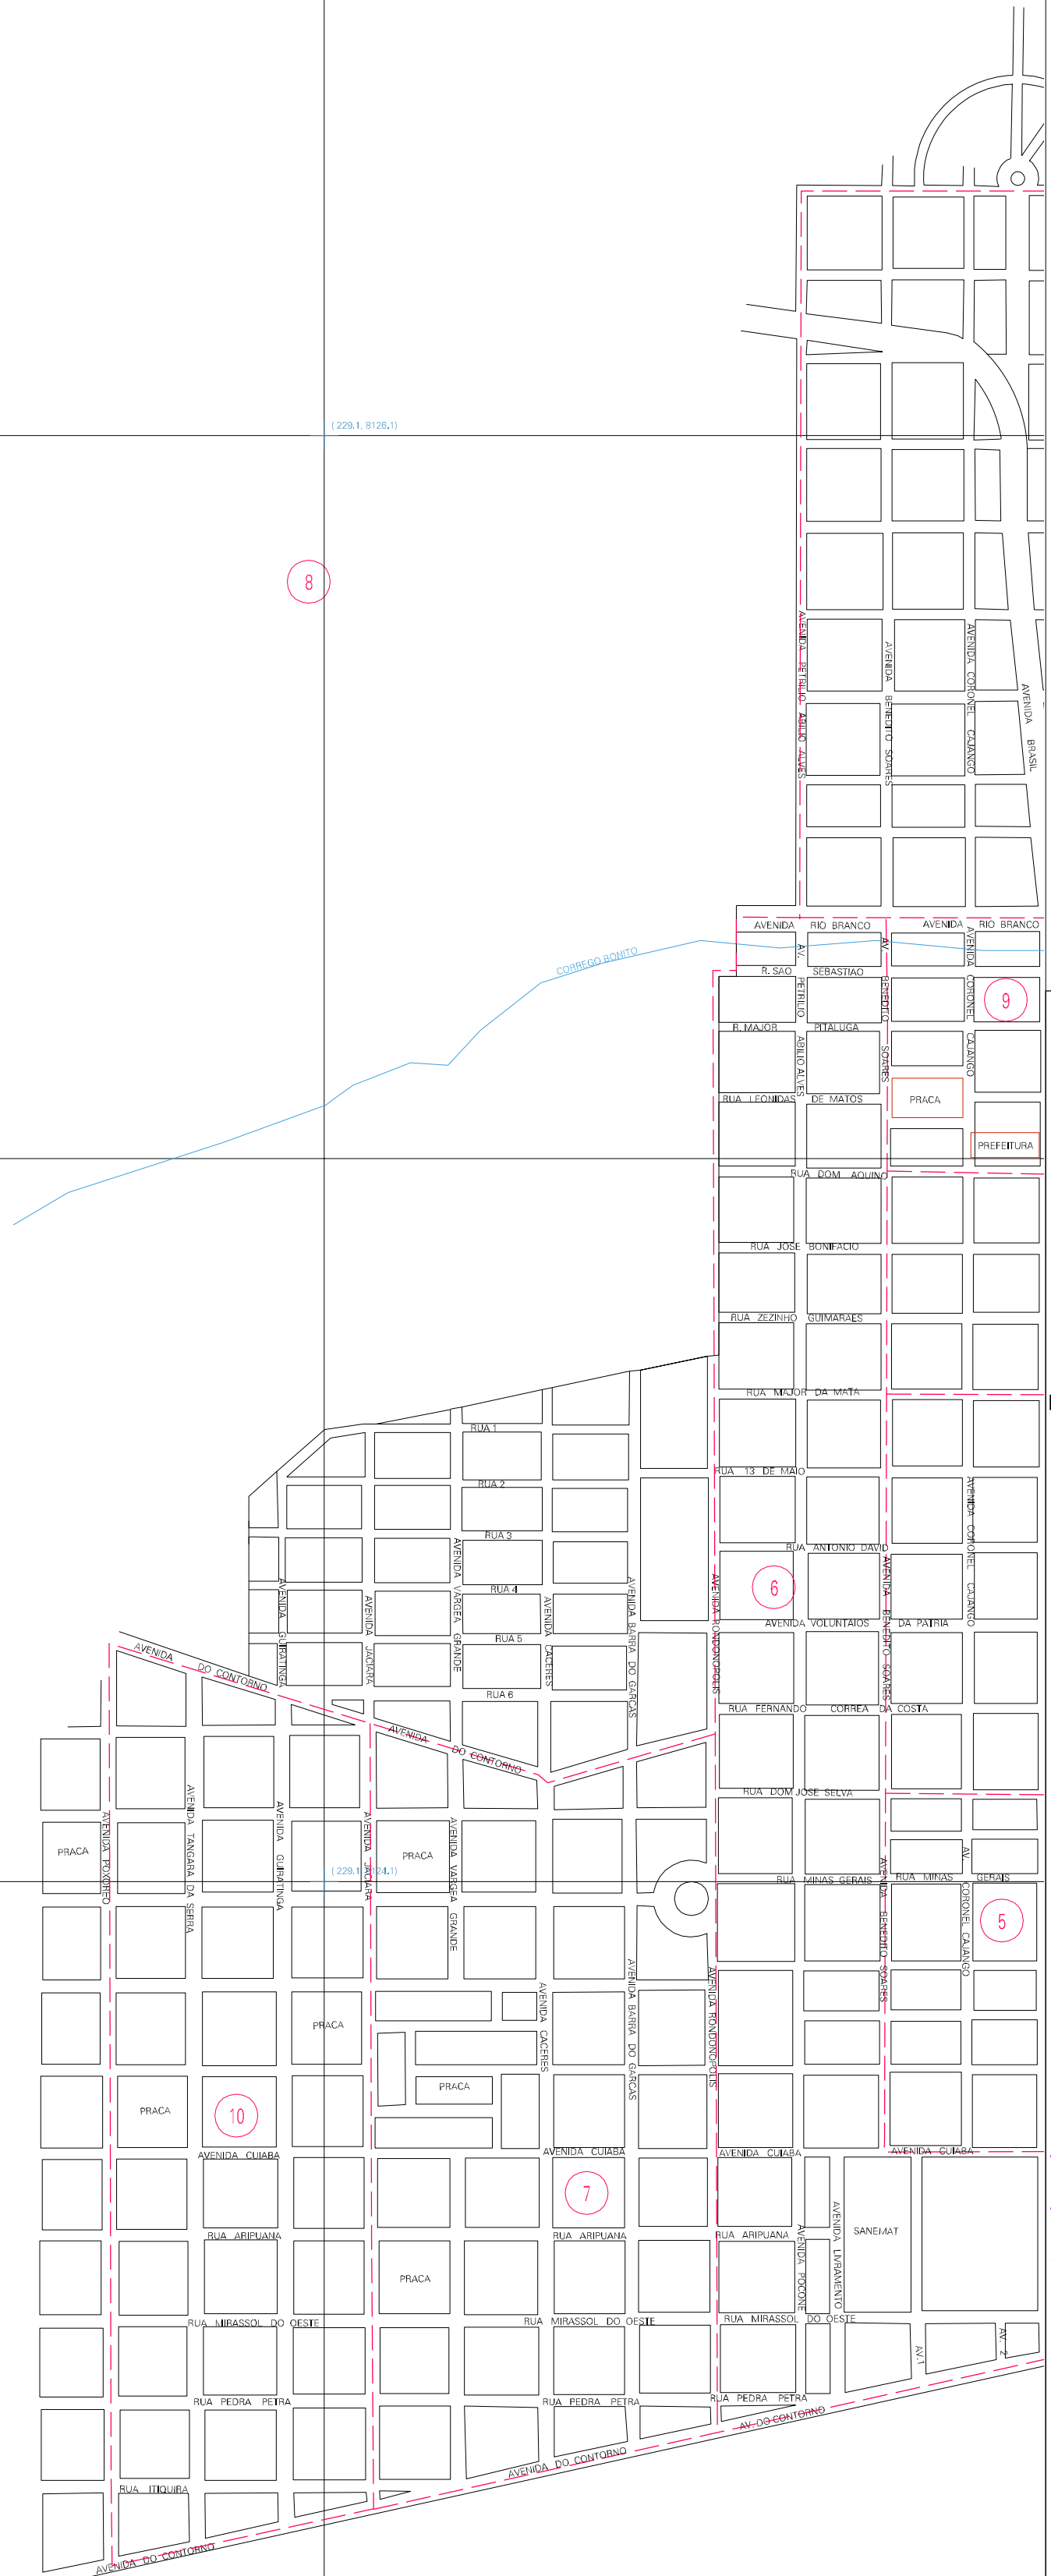 ( 229.1, 8126.1)
8
AVENIDA PETRILIO ABILIO ALVES
AVENIDA BENEDITO SOARES
AVENIDA CORONEL CAJANGO
AVENIDA BRASIL
AVENIDA RIO BRANCO
AVENIDA RIO BRANCO
CORREGO BONITO
R. SAO SEBASTIAO
AV. PETRILIO ABILIO ALVES
AV. BENEDITO SOARES
AVENIDA CORONEL CAJANGO
9
R. MAJOR PITALUGA
RUA LEONIDAS DE MATOS
PRACA
PREFEITURA
RUA DOM AQUINO
RUA JOSE BONIFACIO
RUA ZEZINHO GUIMARAES
RUA MAJOR DA MATA
RUA 1
RUA 13 DE MAIO
RUA 2
AVENIDA CORONEL CAJANGO
RUA 3
AVENIDA VARGEA GRANDE
RUA ANTONIO DAVID
AVENIDA BENEDITO SOARES
6
AVENIDA RONDONOPOLIS
AVENIDA GUIRATINGA
AVENIDA JACIARA
RUA 4
AVENIDA CACERES
AVENIDA BARRA DO GARCAS
AVENIDA VOLUNTAIOS DA PATRIA
RUA 5
AVENIDA DO CONTORNO
RUA 6
RUA FERNANDO CORREA DA COSTA
AVENIDA DO CONTORNO
RUA DOM JOSE SELVA
AVENIDA POXOREO
AVENIDA TANGARA DA SERRA
AVENIDA GUIRATINGA
AVENIDA JACIARA
AVENIDA VARGEA GRANDE
PRACA
PRACA
( 229.1, 8124.1)
RUA MINAS GERAIS
RUA MINAS GERAIS
AV. CORONEL CAJANGO
AVENIDA BENEDITO SOARES
5
AVENIDA CACERES
AVENIDA BARRA DO GARCAS
AVENIDA RONDONOPOLIS
PRACA
PRACA
PRACA
10
AVENIDA CUIABA
AVENIDA CUIABA
AVENIDA CUIABA
AVENIDA CUIABA
7
AVENIDA LIVRAMENTO
SANEMAT
RUA ARIPUANA
RUA ARIPUANA
RUA ARIPUANA
AVENIDA POCONE
PRACA
RUA MIRASSOL DO OESTE
RUA MIRASSOL DO OESTE
RUA MIRASSOL DO OESTE
AV.1
AV. 2
RUA PEDRA PETRA
RUA PEDRA PETRA
RUA PEDRA PETRA
AV. DO CONTORNO
AVENIDA DO CONTORNO
RUA ITIQUIRA
AVENIDA DO CONTORNO